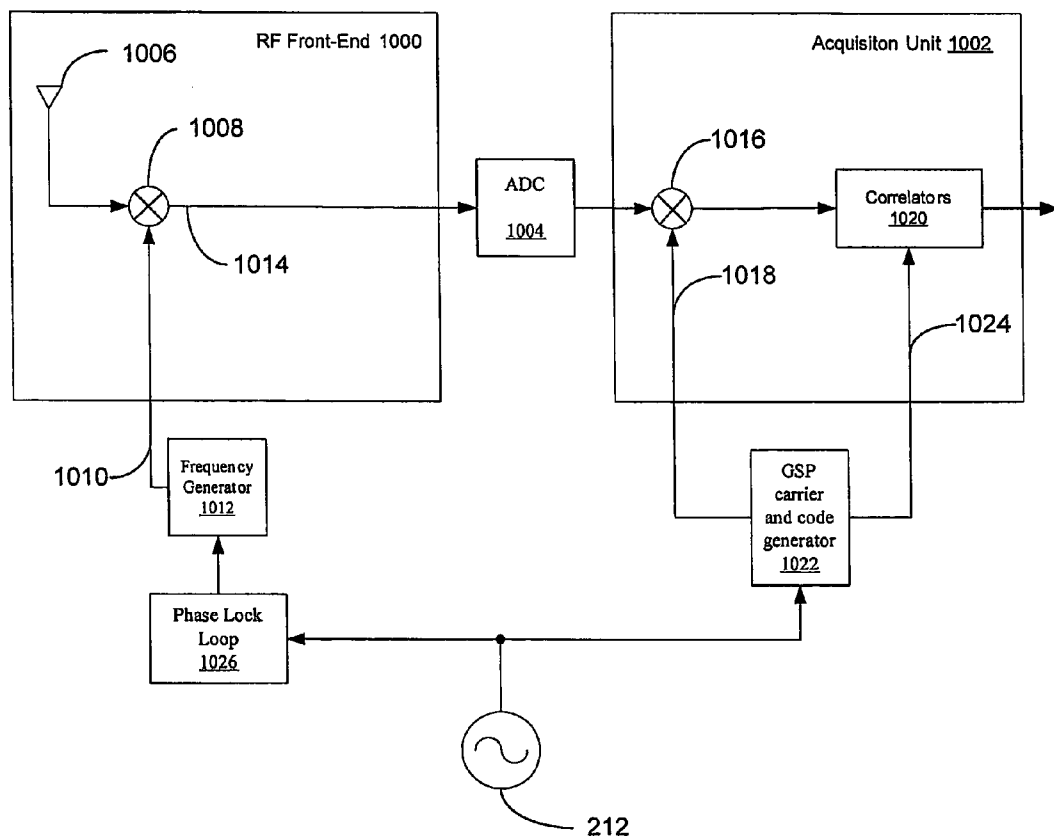 RF Front-End 1000
Acquisiton Unit 1002
1006
1008
1016
ADC
1004
Correlators
1020
1014
1018
1024
1010
Frequency
Generator
1012
GSP
carrier
and code
generator
1022
Phase Lock
Loop
1026
212